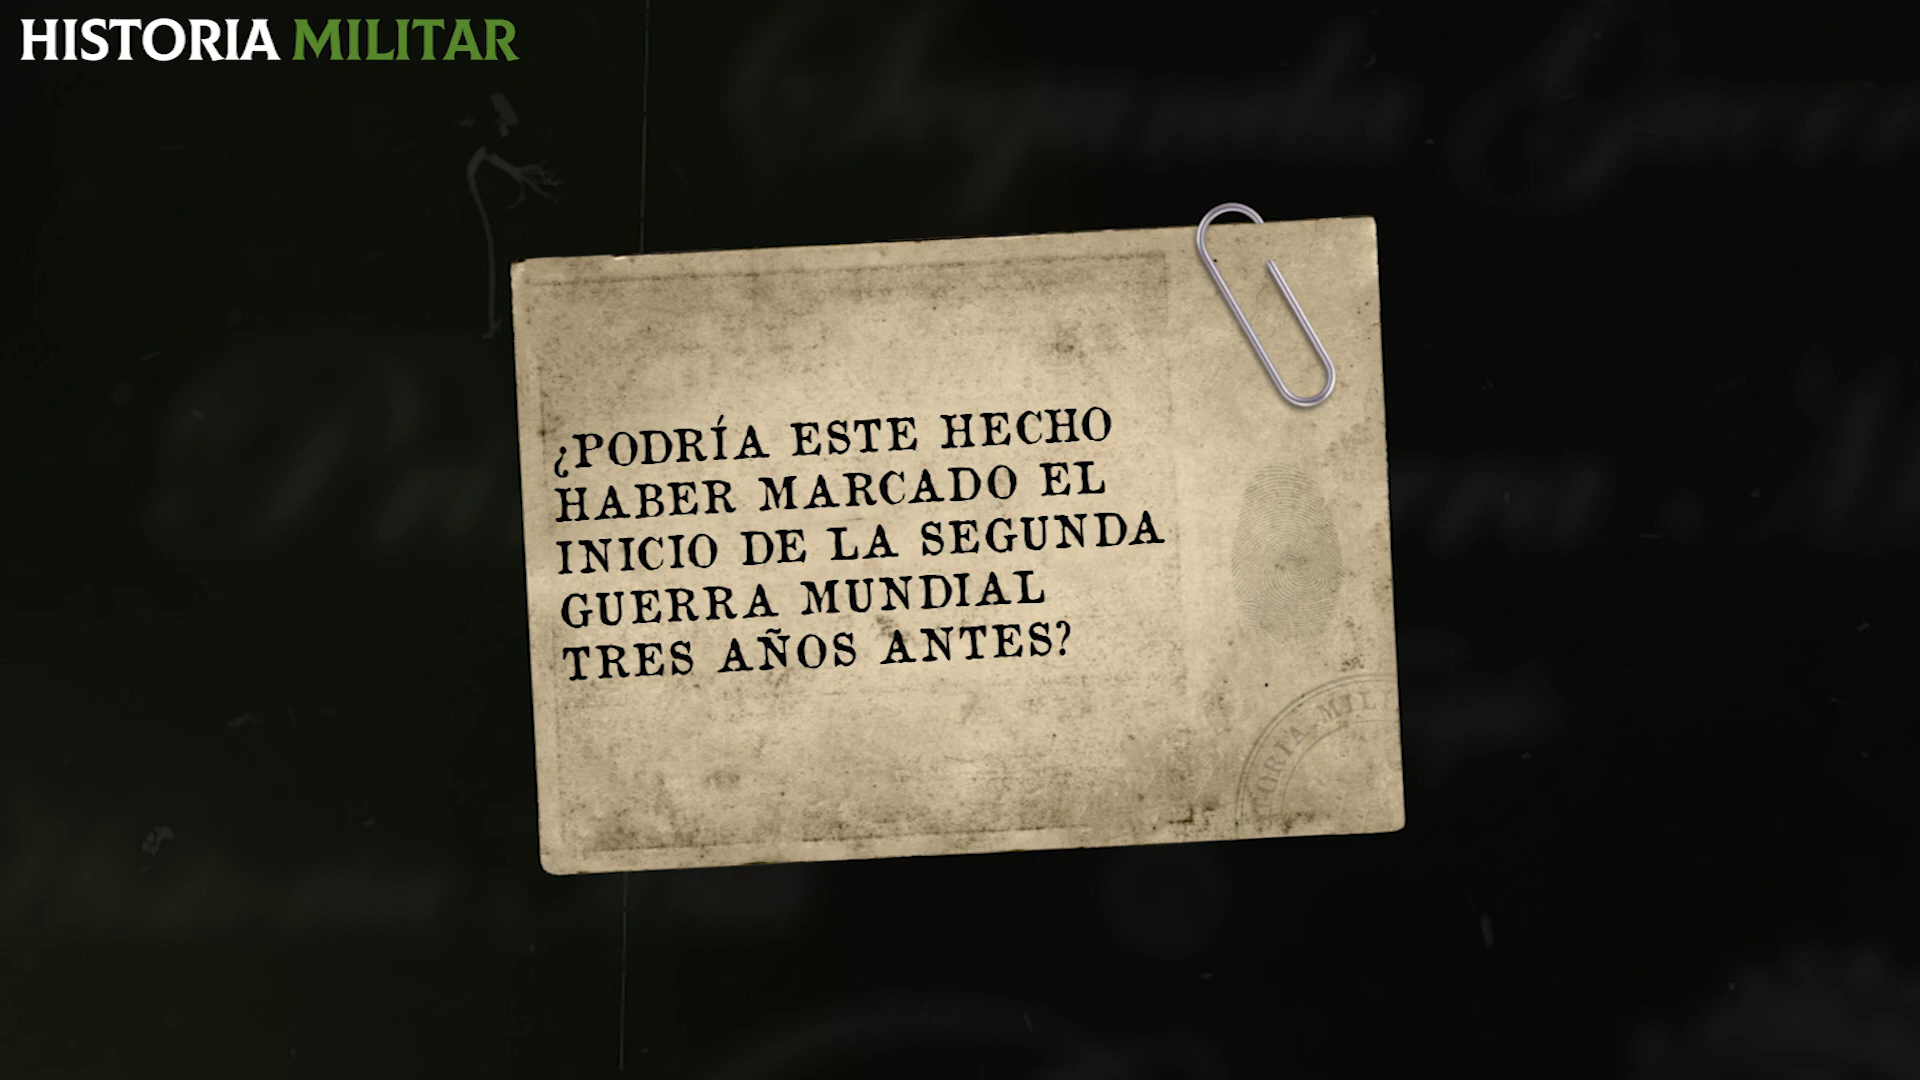 HISTORIA MILITAR
¿PODRÍA ESTE HECHO
HABER MARCADO EL
INICIO DE LA SEGUNDA
GUERRA MUNDIAL
TRES AÑOS ANTES?